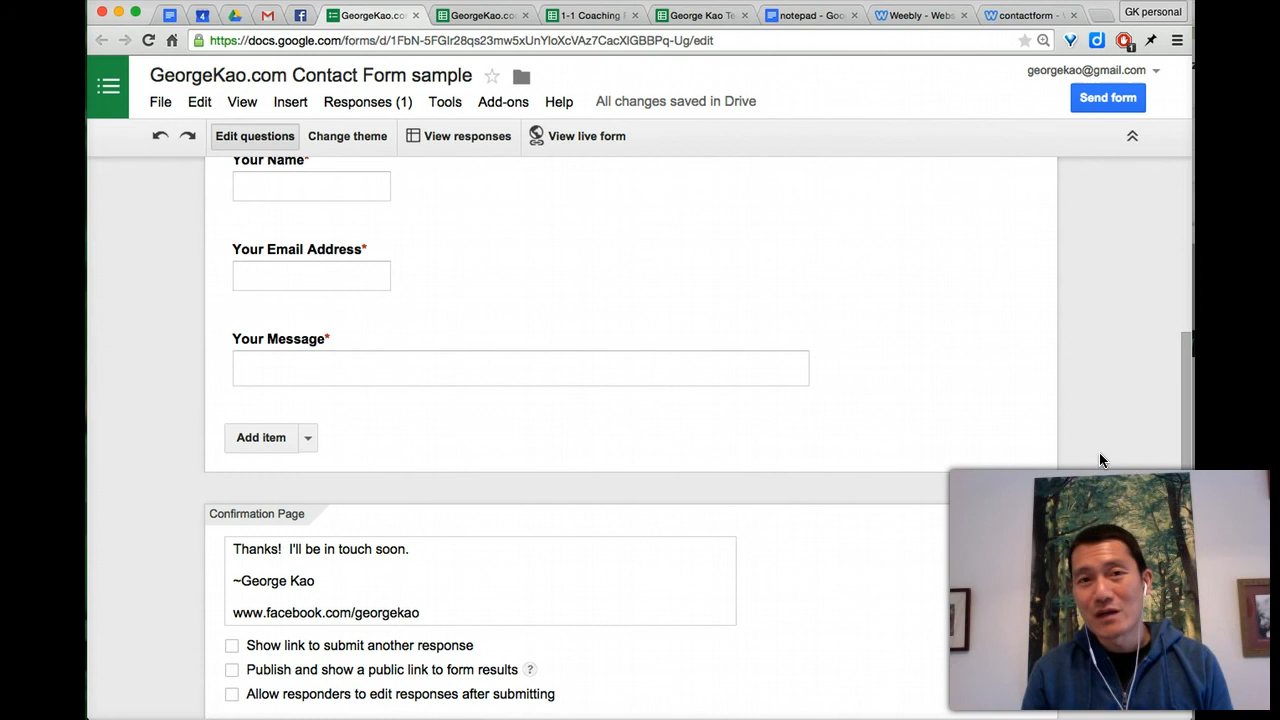 GeorgeKao.co
GeorgeKao.co
1-1 Coaching
George Kao Te
notepad - Goo
Weebly - Webs
contactform - W
GK personal
https://docs.google.com/forms/d/1FbN-5FGlr28qs23mw5xUnYloXcVAz7CacXlGBBPq-Ug/edit
GeorgeKao.com Contact Form sample
georgekao@gmail.com
File Edit View Insert Responses (1) Tools Add-ons Help All changes saved in Drive
Send form
Edit questions Change theme View responses View live form
Your Name*
Your Email Address*
Your Message*
Add item
Confirmation Page
Thanks!  I'll be in touch soon.
~George Kao
www.facebook.com/georgekao
Show link to submit another response
Publish and show a public link to form results ?
Allow responders to edit responses after submitting